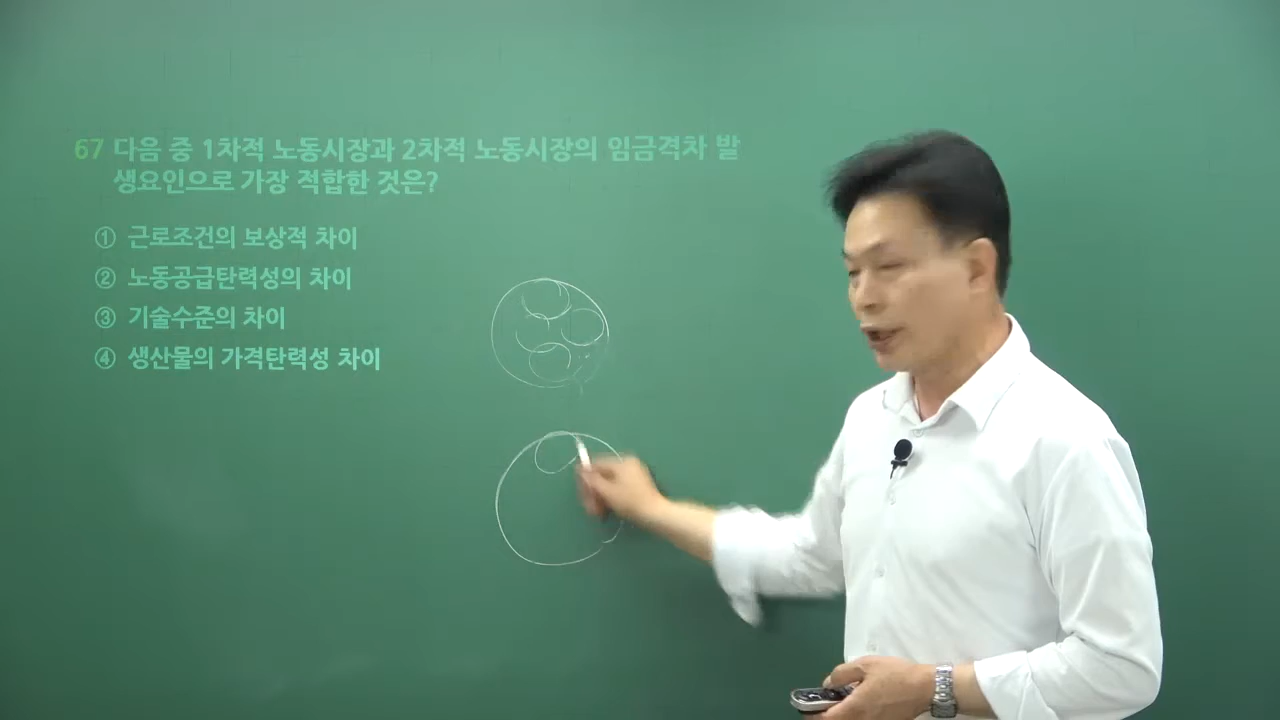 67 다음 중 1차적 노동시장과 2차적 노동시장의 임금격차 발
생요인으로 가장 적합한 것은?
① 근로조건의 보상적 차이
② 노동공급탄력성의 차이
③ 기술수준의 차이
④ 생산물의 가격탄력성 차이